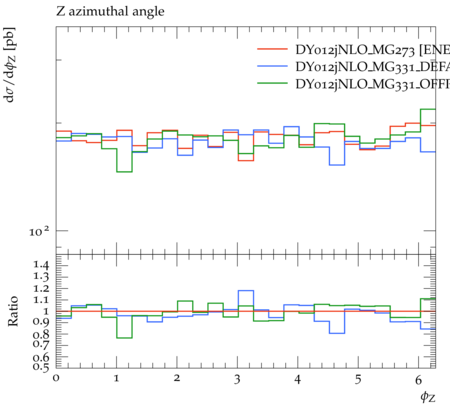 Z azimuthal angle
dσ/dϕZ [pb]
DY012jNLO_MG273 [ENE
DY012jNLO_MG331_DEFA
DY012jNLO_MG331_OFFI
10²
Ratio
1.4
1.3
1.2
1.1
1
0.9
0.8
0.7
0.6
0.5
0 1 2 3 4 5 6
ϕZ